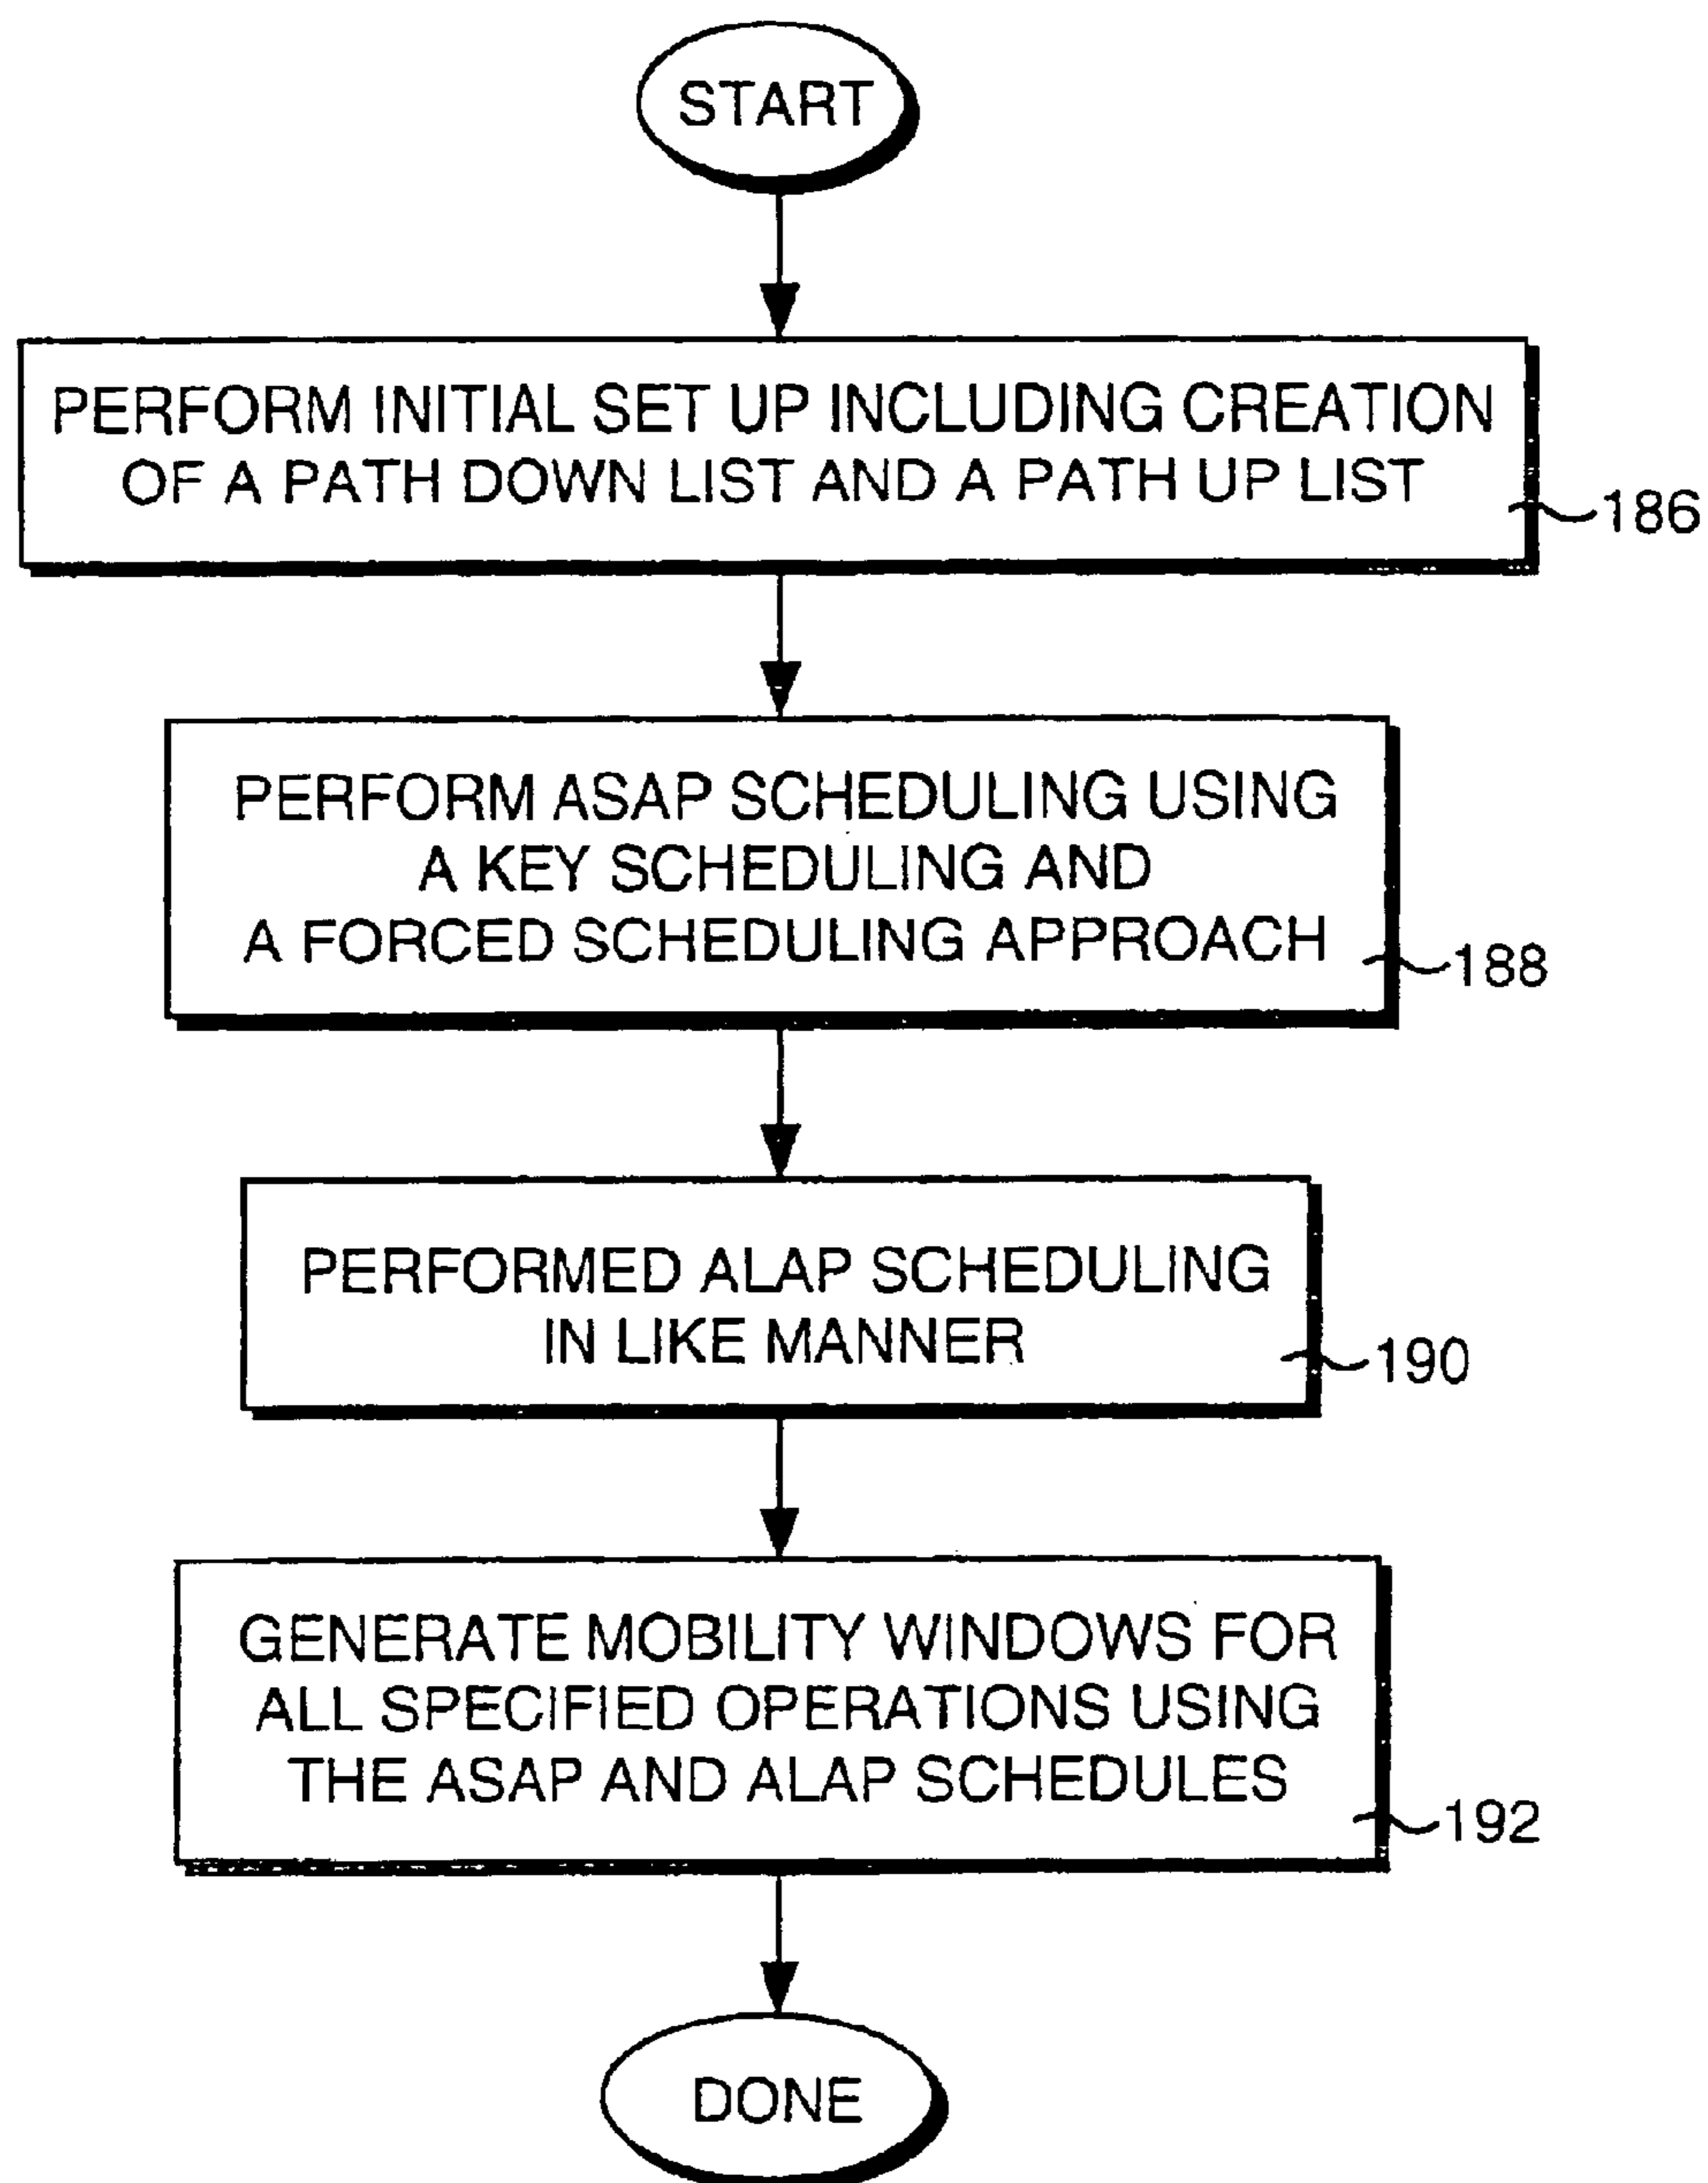 START
PERFORM INITIAL SET UP INCLUDING CREATION
OF A PATH DOWN LIST AND A PATH UP LIST
186
PERFORM ASAP SCHEDULING USING
A KEY SCHEDULING AND
A FORCED SCHEDULING APPROACH
188
PERFORMED ALAP SCHEDULING
IN LIKE MANNER
190
GENERATE MOBILITY WINDOWS FOR
ALL SPECIFIED OPERATIONS USING
THE ASAP AND ALAP SCHEDULES
192
DONE